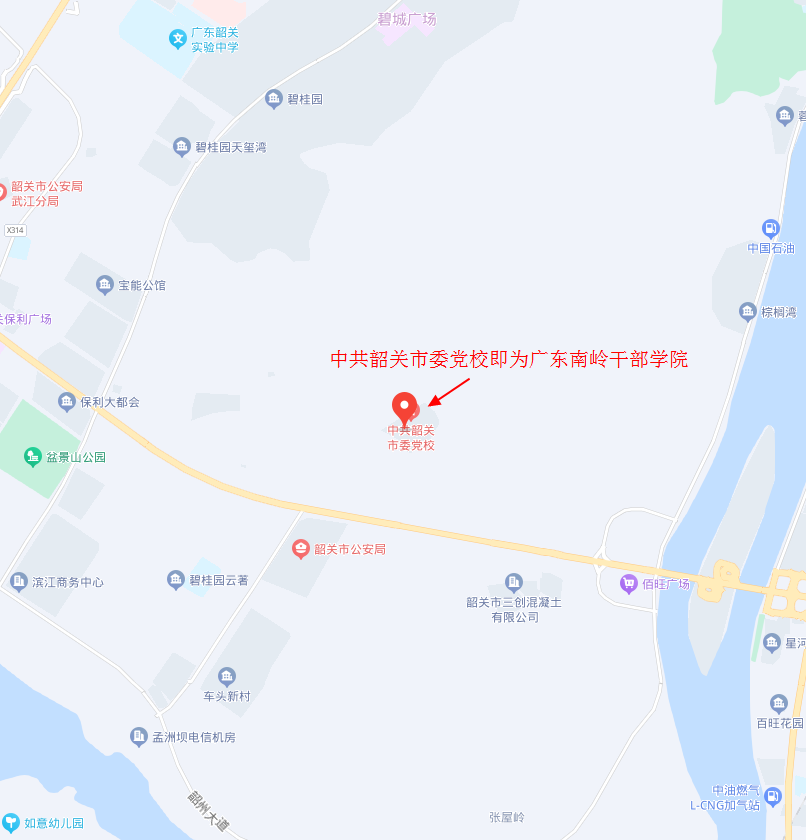 碧城广场
广东韶关
实验中学
碧桂园
碧桂园天玺湾
韶关市公安局
武江分局
X314
中国石油
宝能公馆
棕榈湾
关保利广场
中共韶关市委党校即为广东南岭干部学院
保利大都会
中共韶关
市委党校
盆景山公园
韶关市公安局
滨江商务中心
碧桂园云著
佰旺广场
韶关市三创混凝土
有限公司
星河
车头新村
百旺花园
孟洲坝电信机房
中油燃气
L-CNG加气站
韶州大道
张屋岭
如意幼儿园